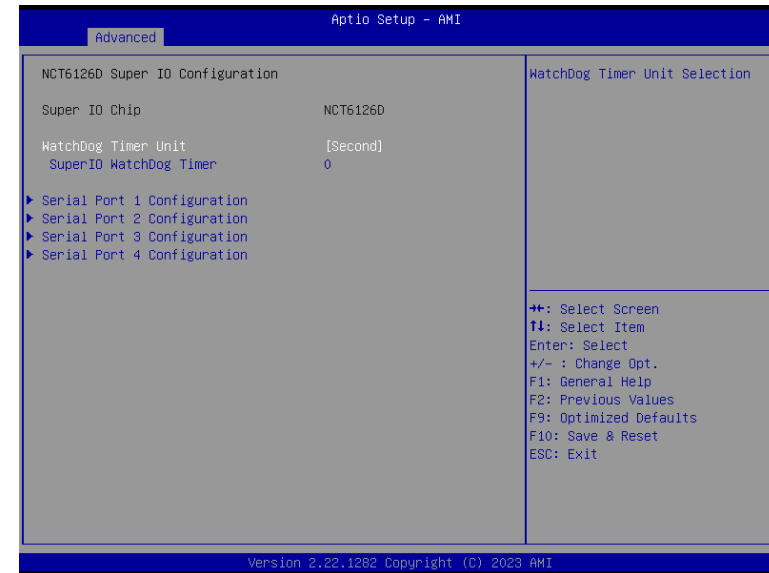 Aptio Setup – AMI
Advanced
NCT6126D Super IO Configuration
Super IO Chip NCT6126D
WatchDog Timer Unit [Second]
SuperIO WatchDog Timer 0
Serial Port 1 Configuration
Serial Port 2 Configuration
Serial Port 3 Configuration
Serial Port 4 Configuration
WatchDog Timer Unit Selection
→←: Select Screen
↑↓: Select Item
Enter: Select
+/- : Change Opt.
F1: General Help
F2: Previous Values
F9: Optimized Defaults
F10: Save & Reset
ESC: Exit
Version 2.22.1282 Copyright (C) 2023 AMI